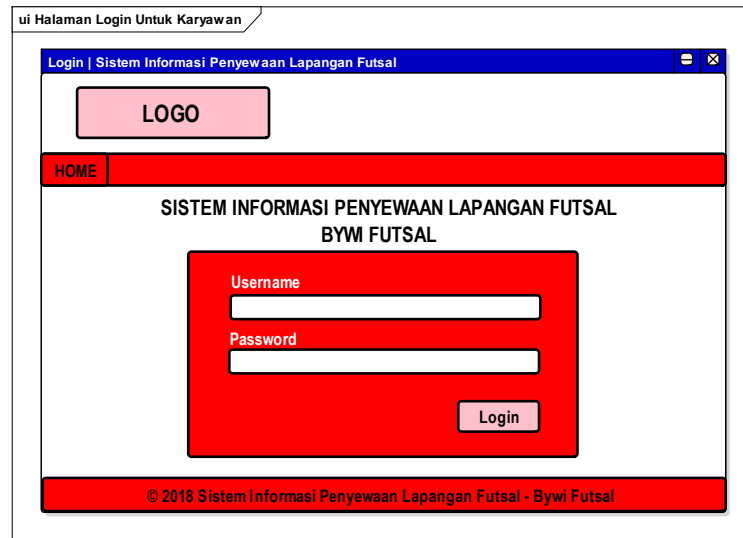 ui Halaman Login Untuk Karyawan
Login | Sistem Informasi Penyewaan Lapangan Futsal
LOGO
HOME
SISTEM INFORMASI PENYEWAAN LAPANGAN FUTSAL
BYWI FUTSAL
Username
Password
Login
© 2018 Sistem Informasi Penyewaan Lapangan Futsal - Bywi Futsal